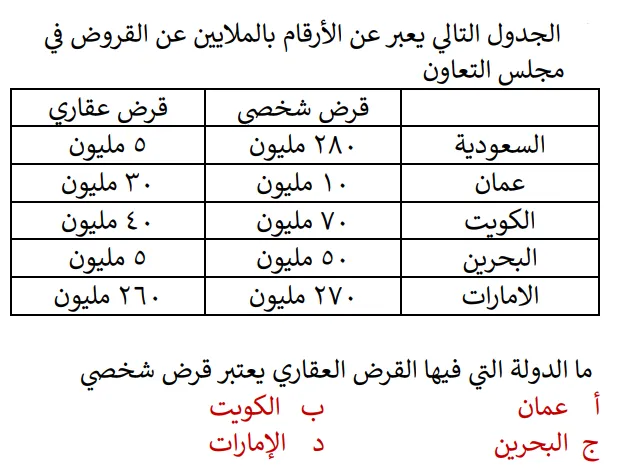 الجدول التالي يعبر عن الأرقام بالملايين عن القروض في
مجلس التعاون
قرض شخصي قرض عقاري
السعودية ٢٨٠ مليون ٥ مليون
عمان ١٠ مليون ٣٠ مليون
الكويت ٧٠ مليون ٤٠ مليون
البحرين ٥٠ مليون ٥ مليون
الامارات ٢٧٠ مليون ٢٦٠ مليون
ما الدولة التي فيها القرض العقاري يعتبر قرض شخصي
أ عمان ب الكويت
ج البحرين د الإمارات